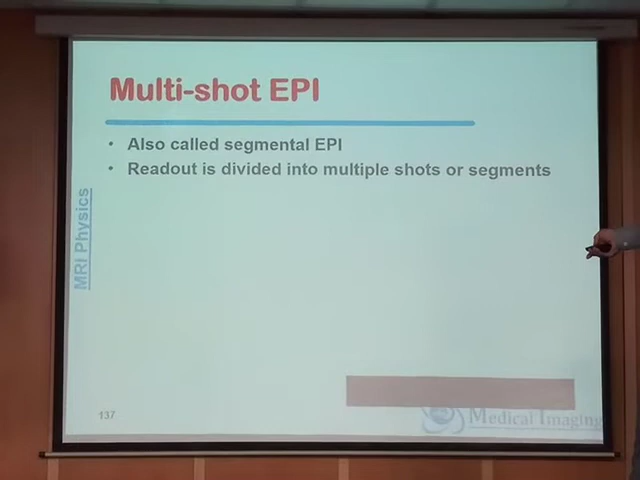 Multi-shot EPI
• Also called segmental EPI
• Readout is divided into multiple shots or segments
MRI Physics
137
Medical Imaging